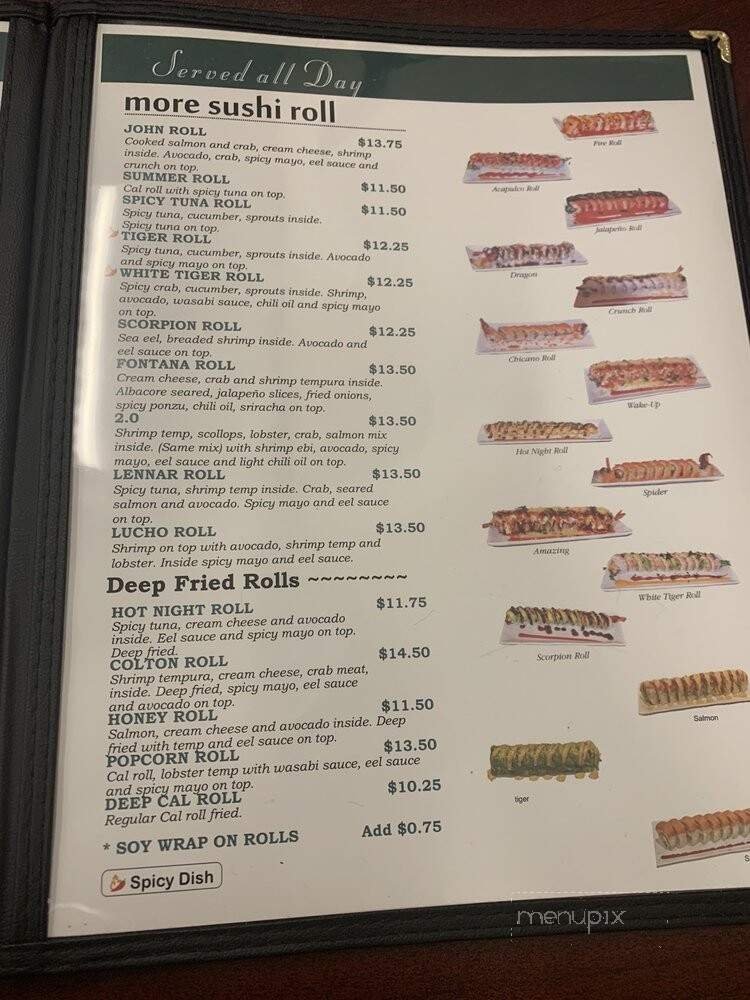 Served all Day
more sushi roll
JOHN ROLL $13.75
Cooked salmon and crab, cream cheese, shrimp
inside. Avocado, crab, spicy mayo, eel sauce and
crunch on top.
SUMMER ROLL $11.50
Cal roll with spicy tuna on top.
SPICY TUNA ROLL $11.50
Spicy tuna, cucumber, sprouts inside.
Spicy tuna on top.
TIGER ROLL $12.25
Spicy tuna, cucumber, sprouts inside. Avocado
and spicy mayo on top.
WHITE TIGER ROLL $12.25
Spicy crab, cucumber, sprouts inside. Shrimp,
avocado, wasabi sauce, chili oil and spicy mayo
on top.
SCORPION ROLL $12.25
Sea eel, breaded shrimp inside. Avocado and
eel sauce on top.
FONTANA ROLL $13.50
Cream cheese, crab and shrimp tempura inside.
Albacore seared, jalapeño slices, fried onions,
spicy ponzu, chili oil, sriracha on top.
2.0 $13.50
Shrimp temp, scollops, lobster, crab, salmon mix
inside. (Same mix) with shrimp ebi, avocado, spicy
mayo, eel sauce and light chili oil on top.
LENNAR ROLL $13.50
Spicy tuna, shrimp temp inside. Crab, seared
salmon and avocado. Spicy mayo and eel sauce
on top.
LUCHO ROLL $13.50
Shrimp on top with avocado, shrimp temp and
lobster. Inside spicy mayo and eel sauce.
Deep Fried Rolls ~~~~~~~~
HOT NIGHT ROLL $11.75
Spicy tuna, cream cheese and avocado
inside. Eel sauce and spicy mayo on top.
Deep fried.
COLTON ROLL $14.50
Shrimp tempura, cream cheese, crab meat,
inside. Deep fried, spicy mayo, eel sauce
and avocado on top.
HONEY ROLL $11.50
Salmon, cream cheese and avocado inside. Deep
fried with temp and eel sauce on top.
POPCORN ROLL $13.50
Cal roll, lobster temp with wasabi sauce, eel sauce
and spicy mayo on top.
DEEP CAL ROLL $10.25
Regular Cal roll fried.
* SOY WRAP ON ROLLS Add $0.75
Spicy Dish
Fire Roll
Acapulco Roll
Jalapeño Roll
Dragon
Crunch Roll
Chicano Roll
Wake-Up
Hot Night Roll
Spider
Amazing
White Tiger Roll
Scorpion Roll
Salmon
tiger
S
menupix